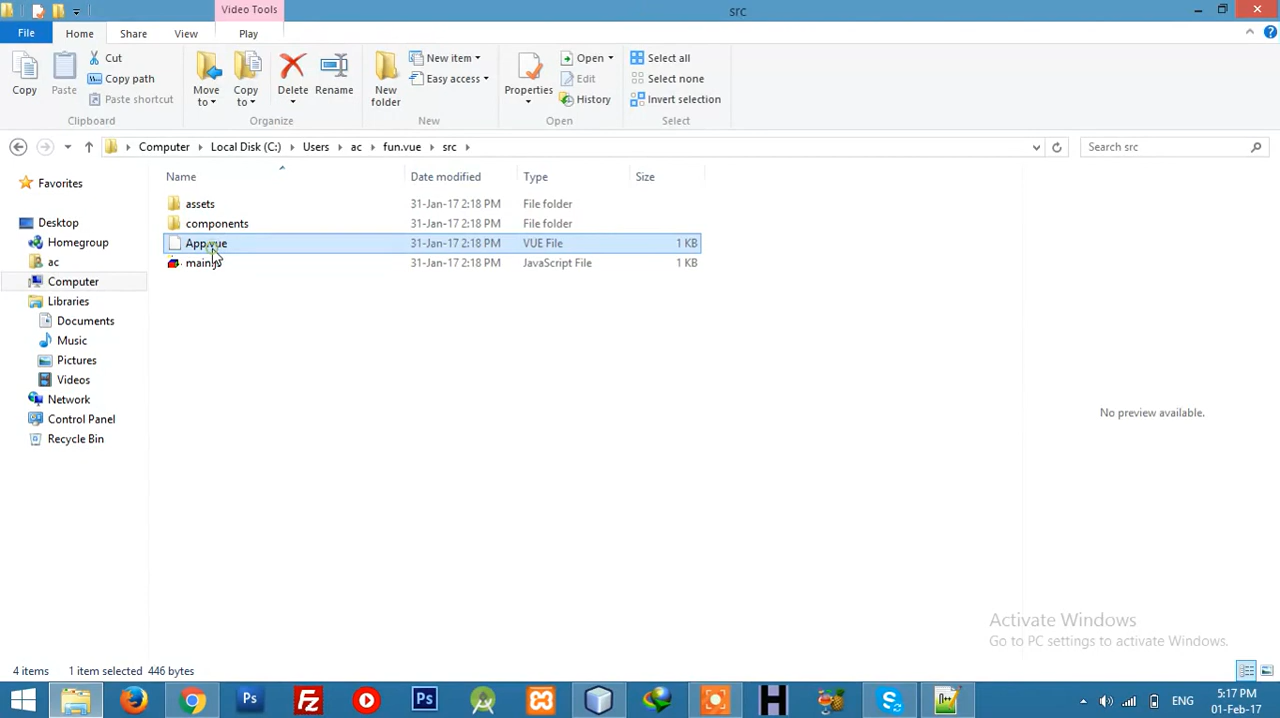 Video Tools
src
File
Home
Share
View
Play
Copy
Paste
Cut
Copy path
Paste shortcut
Clipboard
Move to
Copy to
Delete
Rename
Organize
New folder
New item
Easy access
New
Properties
Open
Edit
History
Open
Select all
Select none
Invert selection
Select
Computer
Local Disk (C:)
Users
ac
fun.vue
src
Search src
Name
Date modified
Type
Size
Favorites
Desktop
Homegroup
ac
Computer
Libraries
Documents
Music
Pictures
Videos
Network
Control Panel
Recycle Bin
assets 31-Jan-17 2:18 PM File folder
components 31-Jan-17 2:18 PM File folder
App.vue 31-Jan-17 2:18 PM VUE File 1 KB
main.js 31-Jan-17 2:18 PM JavaScript File 1 KB
No preview available.
Activate Windows
Go to PC settings to activate Windows.
4 items 1 item selected 446 bytes
Ps
Fz
Ps
H
S
ENG
5:17 PM
01-Feb-17